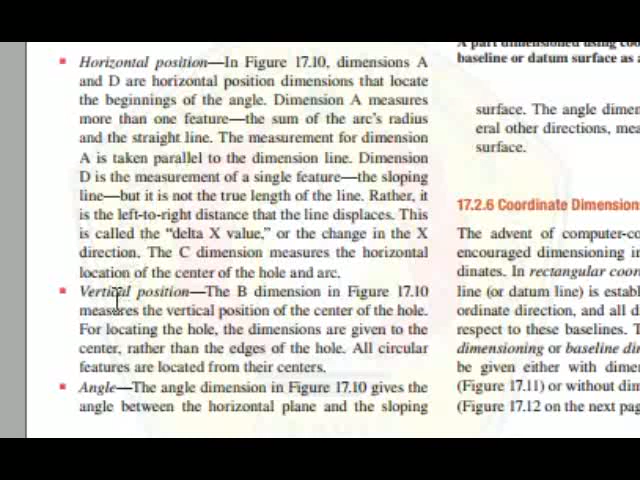 Horizontal position—In Figure 17.10, dimensions A
and D are horizontal position dimensions that locate
the beginnings of the angle. Dimension A measures
more than one feature—the sum of the arc's radius
and the straight line. The measurement for dimension
A is taken parallel to the dimension line. Dimension
D is the measurement of a single feature—the sloping
line—but it is not the true length of the line. Rather, it
is the left-to-right distance that the line displaces. This
is called the "delta X value," or the change in the X
direction. The C dimension measures the horizontal
location of the center of the hole and arc.
Vertical position—The B dimension in Figure 17.10
measures the vertical position of the center of the hole.
For locating the hole, the dimensions are given to the
center, rather than the edges of the hole. All circular
features are located from their centers.
Angle—The angle dimension in Figure 17.10 gives the
angle between the horizontal plane and the sloping
A part dimensioned using
baseline or datum surface as
surface. The angle
eral other directions,
surface.
17.2.6 Coordinate Dimension
The advent of
encouraged dimensioning
dinates. In rectangular
line (or datum line) is
ordinate direction, and all
respect to these baselines.
dimensioning or baseline
be given either with
(Figure 17.11) or without
(Figure 17.12 on the next